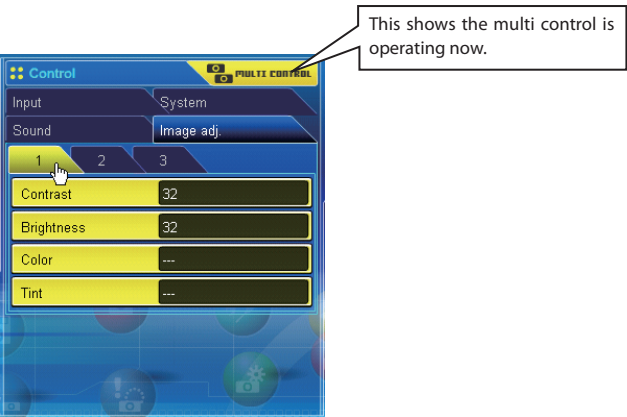 This shows the multi control is
operating now.
Control
MULTI CONTROL
Input
System
Sound
Image adj.
1
2
3
Contrast
32
Brightness
32
Color
---
Tint
---